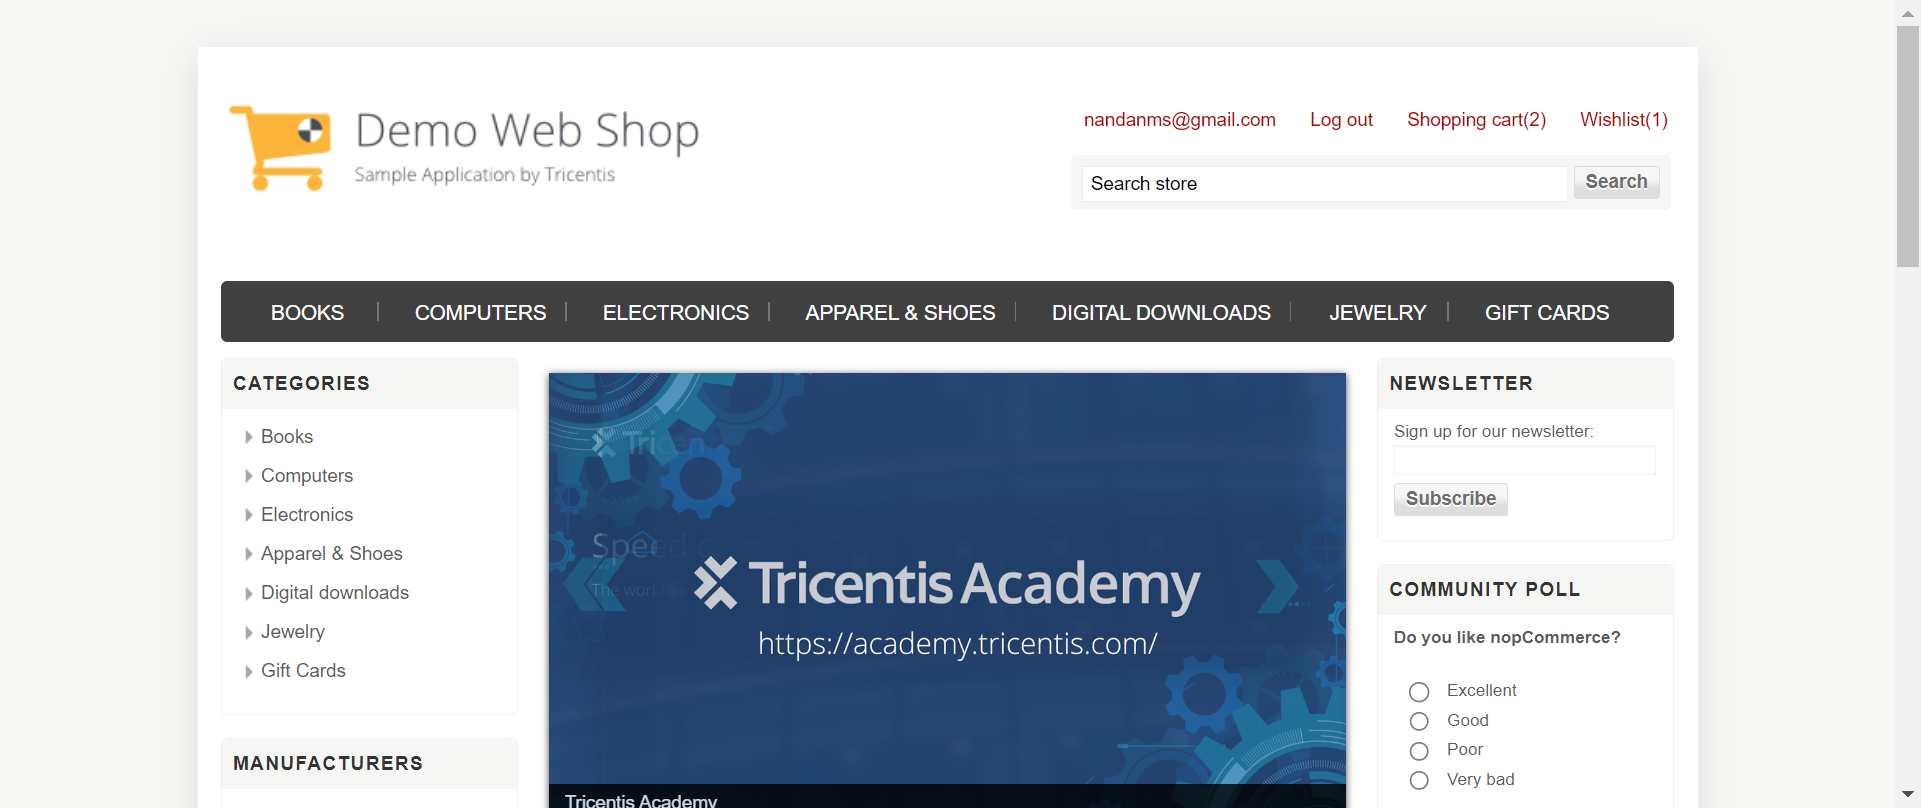 Demo Web Shop
Sample Application by Tricentis
nandanms@gmail.com Log out Shopping cart(2) Wishlist(1)
Search store Search
BOOKS COMPUTERS ELECTRONICS APPAREL & SHOES DIGITAL DOWNLOADS JEWELRY GIFT CARDS
CATEGORIES
Books
Computers
Electronics
Apparel & Shoes
Digital downloads
Jewelry
Gift Cards
MANUFACTURERS
Tricentis Academy
https://academy.tricentis.com/
Tricentis Academy
NEWSLETTER
Sign up for our newsletter:
Subscribe
COMMUNITY POLL
Do you like nopCommerce?
Excellent
Good
Poor
Very bad